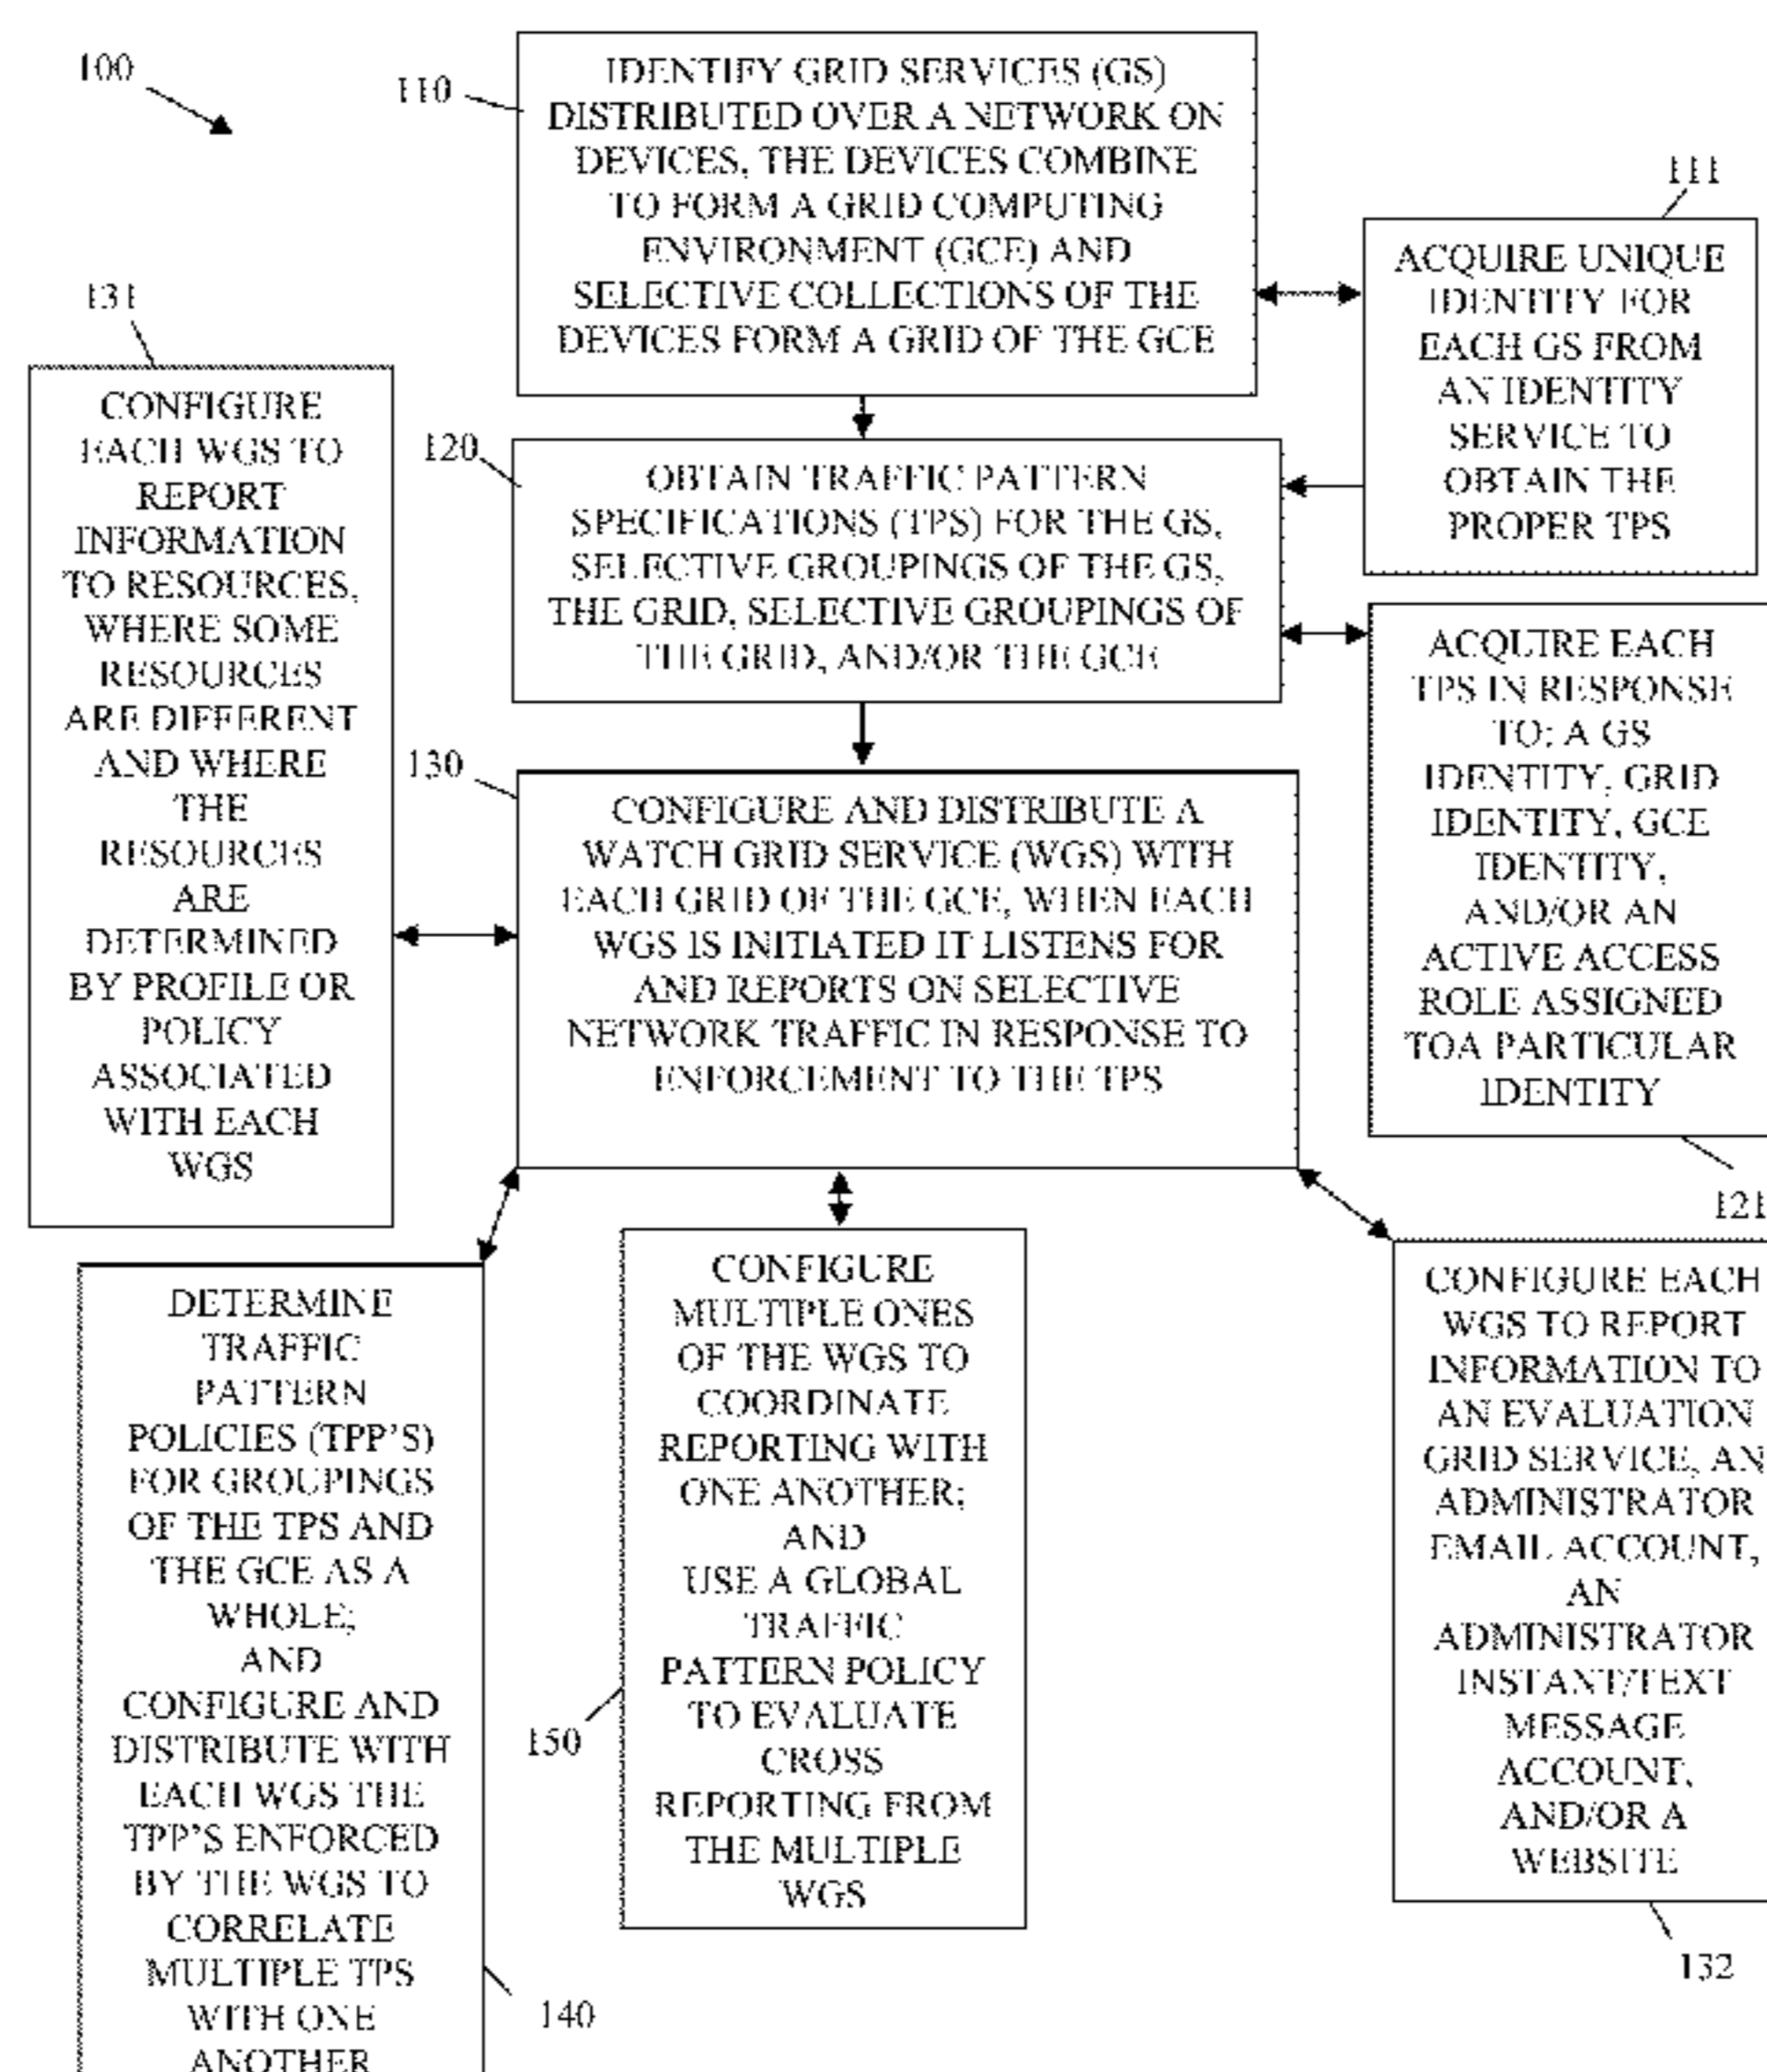 100
110
IDENTIFY GRID SERVICES (GS)
DISTRIBUTED OVER A NETWORK ON
DEVICES, THE DEVICES COMBINE
TO FORM A GRID COMPUTING
ENVIRONMENT (GCE) AND
SELECTIVE COLLECTIONS OF THE
DEVICES FORM A GRID OF THE GCE
111
ACQUIRE UNIQUE
IDENTITY FOR
EACH GS FROM
AN IDENTITY
SERVICE TO
OBTAIN THE
PROPER TPS
120
OBTAIN TRAFFIC PATTERN
SPECIFICATIONS (TPS) FOR THE GS,
SELECTIVE GROUPINGS OF THE GS,
THE GRID, SELECTIVE GROUPINGS OF
THE GRID, AND/OR THE GCE
ACQUIRE EACH
TPS IN RESPONSE
TO: A GS
IDENTITY, GRID
IDENTITY, GCE
IDENTITY,
AND/OR AN
ACTIVE ACCESS
ROLE ASSIGNED
TOA PARTICULAR
IDENTITY
121
131
CONFIGURE
EACH WGS TO
REPORT
INFORMATION
TO RESOURCES,
WHERE SOME
RESOURCES
ARE DIFFERENT
AND WHERE
THE
RESOURCES
ARE
DETERMINED
BY PROFILE OR
POLICY
ASSOCIATED
WITH EACH
WGS
130
CONFIGURE AND DISTRIBUTE A
WATCH GRID SERVICE (WGS) WITH
EACH GRID OF THE GCE, WHEN EACH
WGS IS INITIATED IT LISTENS FOR
AND REPORTS ON SELECTIVE
NETWORK TRAFFIC IN RESPONSE TO
ENFORCEMENT TO THE TPS
DETERMINE
TRAFFIC
PATTERN
POLICIES (TPP'S)
FOR GROUPINGS
OF THE TPS AND
THE GCE AS A
WHOLE;
AND
CONFIGURE AND
DISTRIBUTE WITH
EACH WGS THE
TPP'S ENFORCED
BY THE WGS TO
CORRELATE
MULTIPLE TPS
WITH ONE
ANOTHER
140
CONFIGURE
MULTIPLE ONES
OF THE WGS TO
COORDINATE
REPORTING WITH
ONE ANOTHER;
AND
USE A GLOBAL
TRAFFIC
PATTERN POLICY
TO EVALUATE
CROSS
REPORTING FROM
THE MULTIPLE
WGS
150
CONFIGURE EACH
WGS TO REPORT
INFORMATION TO
AN EVALUATION
GRID SERVICE, AN
ADMINISTRATOR
EMAIL ACCOUNT,
AN
ADMINISTRATOR
INSTANT/TEXT
MESSAGE
ACCOUNT,
AND/OR A
WEBSITE
132